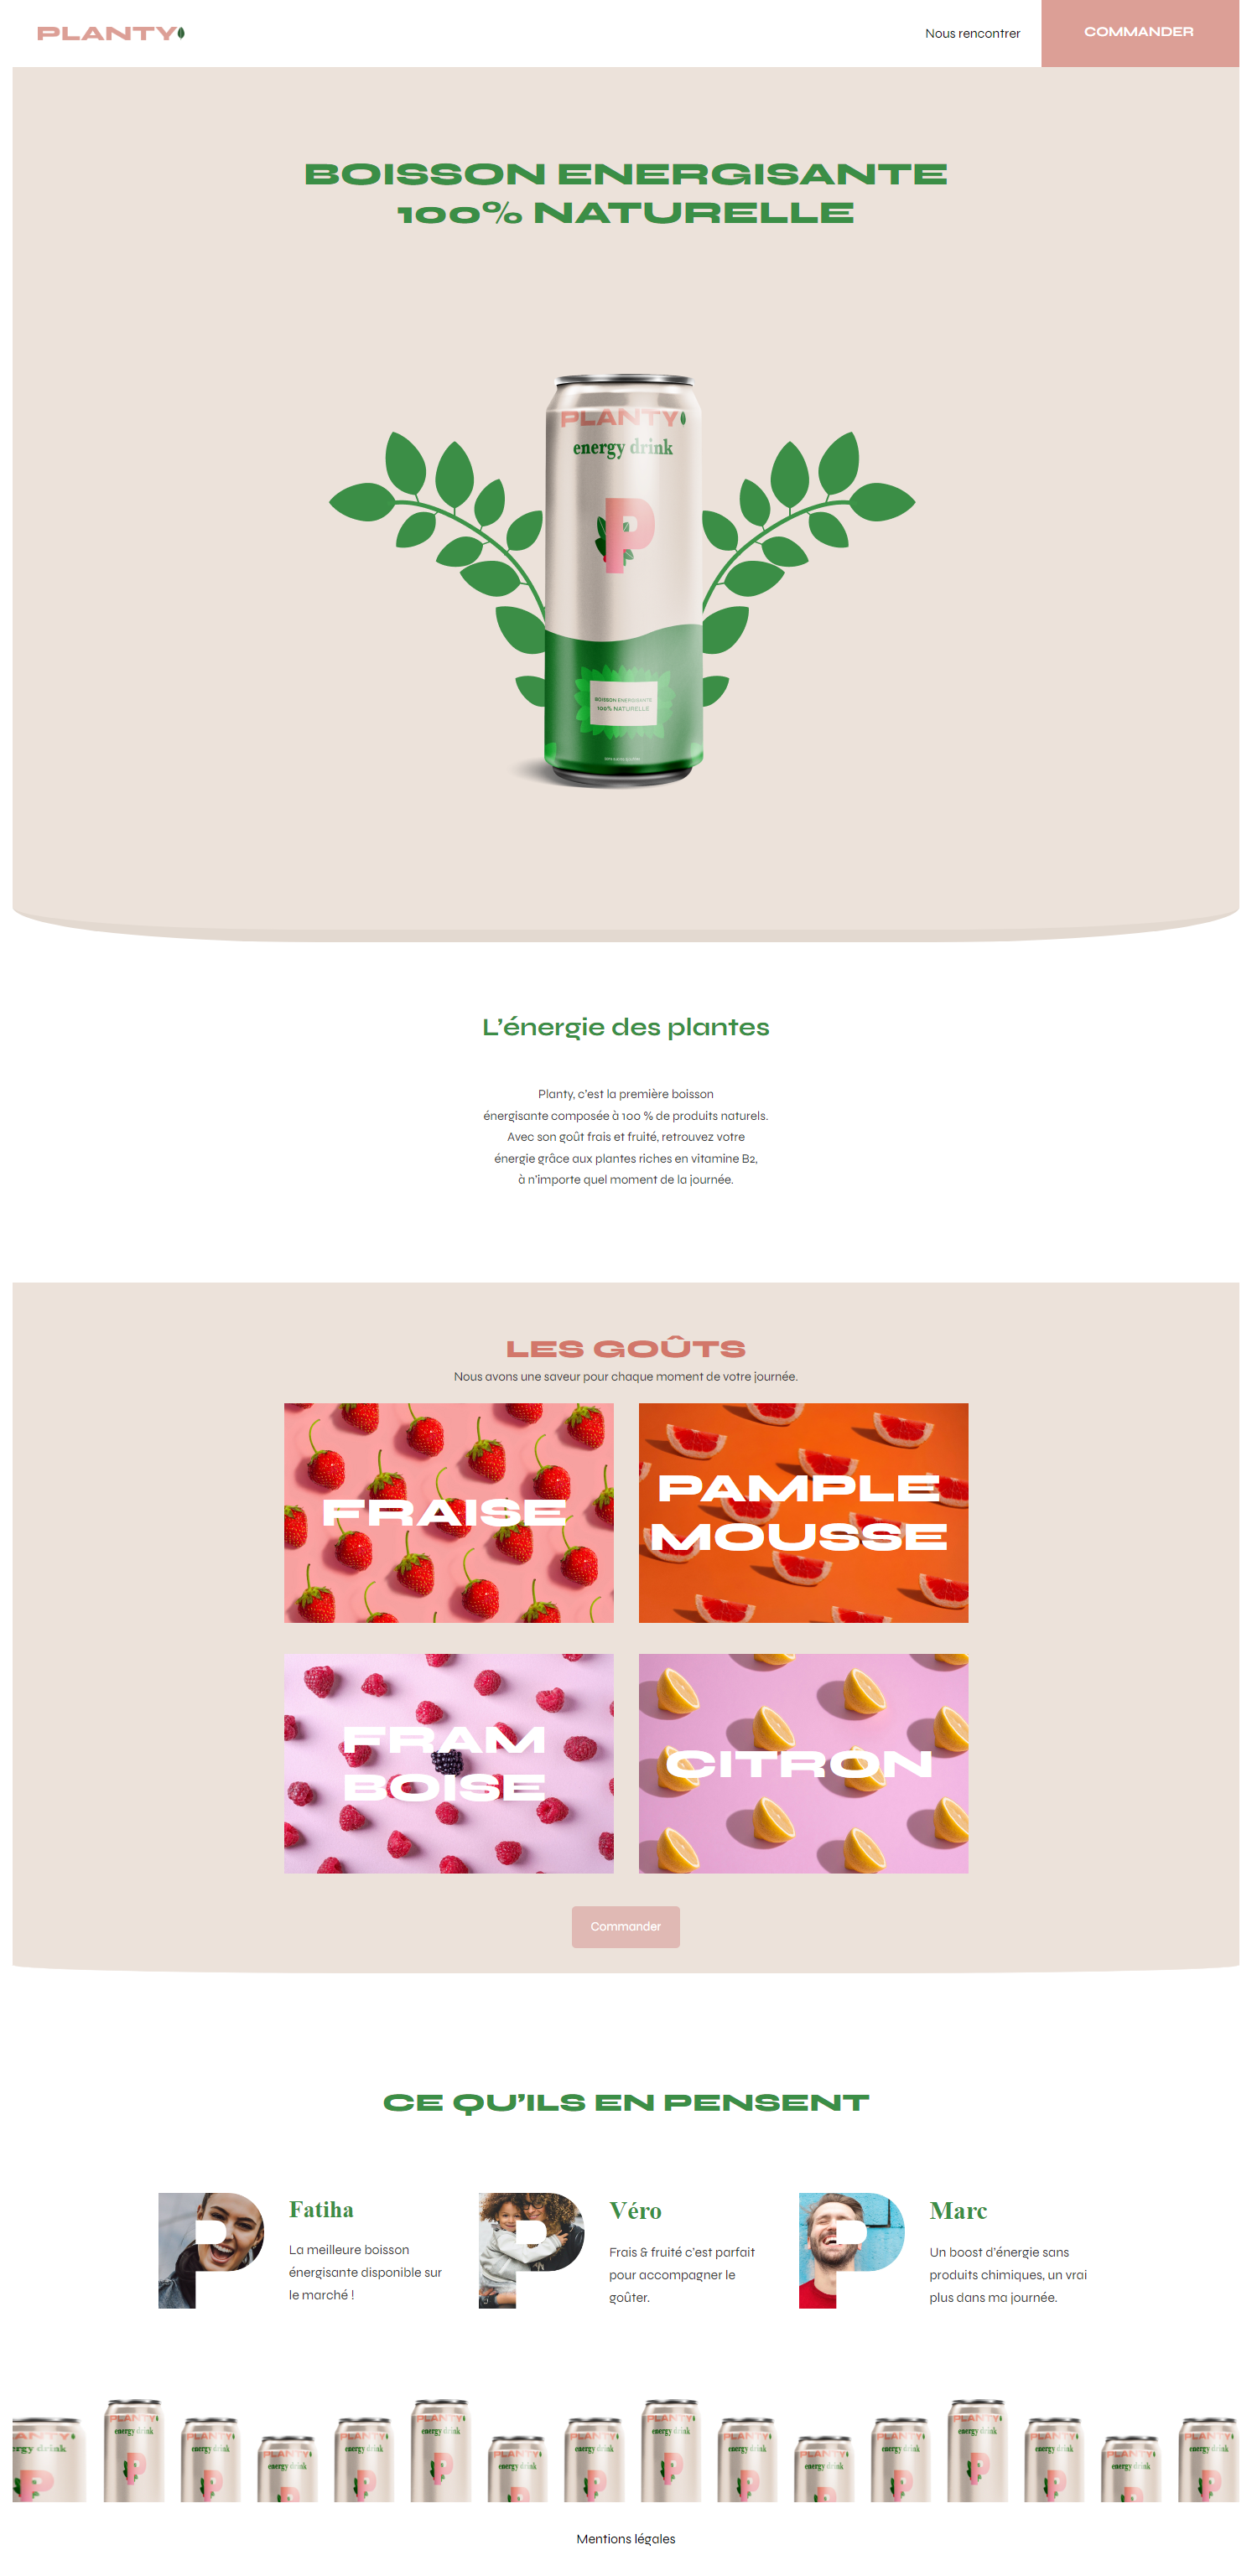 PLANTY
Nous rencontrer
COMMANDER
BOISSON ENERGISANTE
100% NATURELLE
PLANTY
energy drink
P
BOISSON ENERGISANTE
100% NATURELLE
L’énergie des plantes
Planty, c’est la première boisson
énergisante composée à 100 % de produits naturels.
Avec son goût frais et fruité, retrouvez votre
énergie grâce aux plantes riches en vitamine B2,
à n’importe quel moment de la journée.
LES GOÛTS
Nous avons une saveur pour chaque moment de votre journée.
FRAISE
PAMPLE
MOUSSE
FRAM
BOISE
CITRON
Commander
CE QU’ILS EN PENSENT
Fatiha
La meilleure boisson
énergisante disponible sur
le marché !
Véro
Frais & fruité c’est parfait
pour accompagner le
goûter.
Marc
Un boost d’énergie sans
produits chimiques, un vrai
plus dans ma journée.
PLANTY
energy drink
Mentions légales